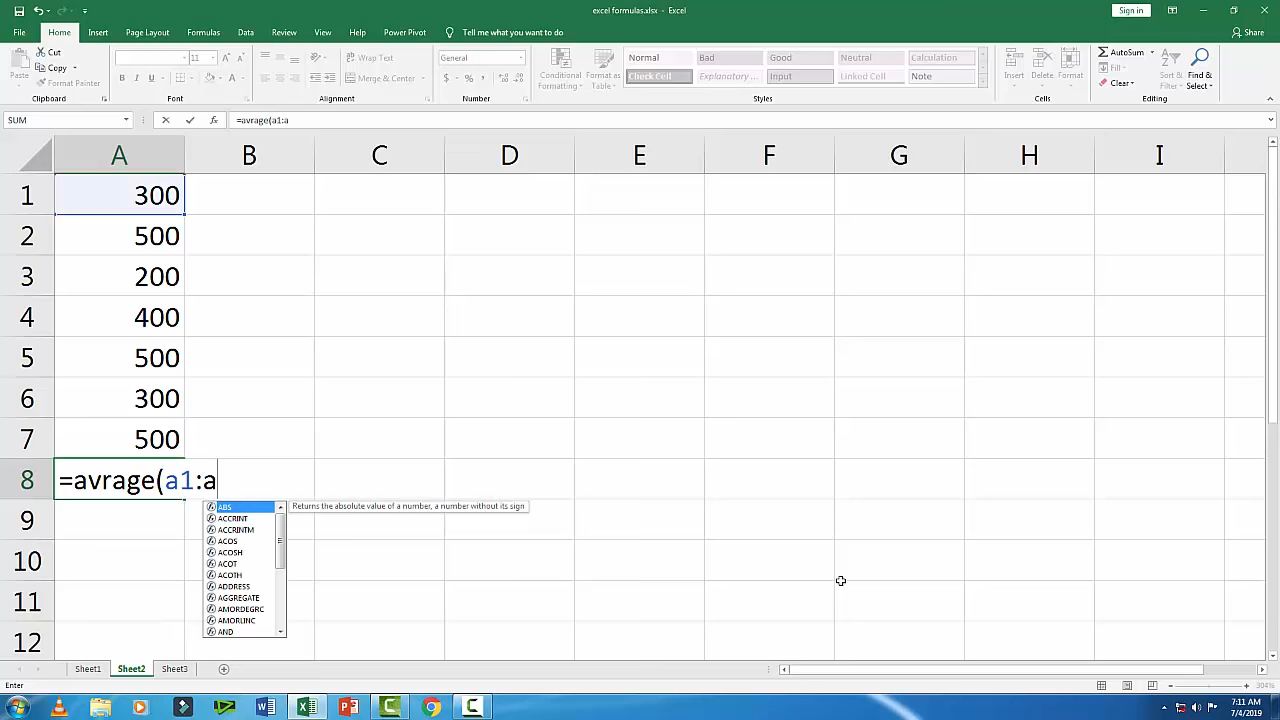 excel formulas.xlsx - Excel
Sign in
File Home Insert Page Layout Formulas Data Review View Help Power Pivot Tell me what you want to do Share
Paste
Cut
Copy
Format Painter
Clipboard
11
B I U
Font
Merge & Center
Alignment
General
Number
Conditional Formatting
Format as Table
Normal Bad Good Neutral Calculation
Check Cell Explanatory ... Input Linked Cell Note
Styles
Insert Delete Format
Cells
AutoSum
Fill
Clear
Sort & Filter
Find & Select
Editing
SUM =avrage(a1:a
A B C D E F G H I
1 300
2 500
3 200
4 400
5 500
6 300
7 500
8 =avrage(a1:a
ABS Returns the absolute value of a number, a number without its sign
ACCRINT
ACCRINTM
ACOS
ACOSH
ACOT
ACOTH
ADDRESS
AGGREGATE
AMORDEGRC
AMORLINC
AND
9
10
11
12
Sheet1 Sheet2 Sheet3
Enter 304%
7:11 AM
7/4/2019